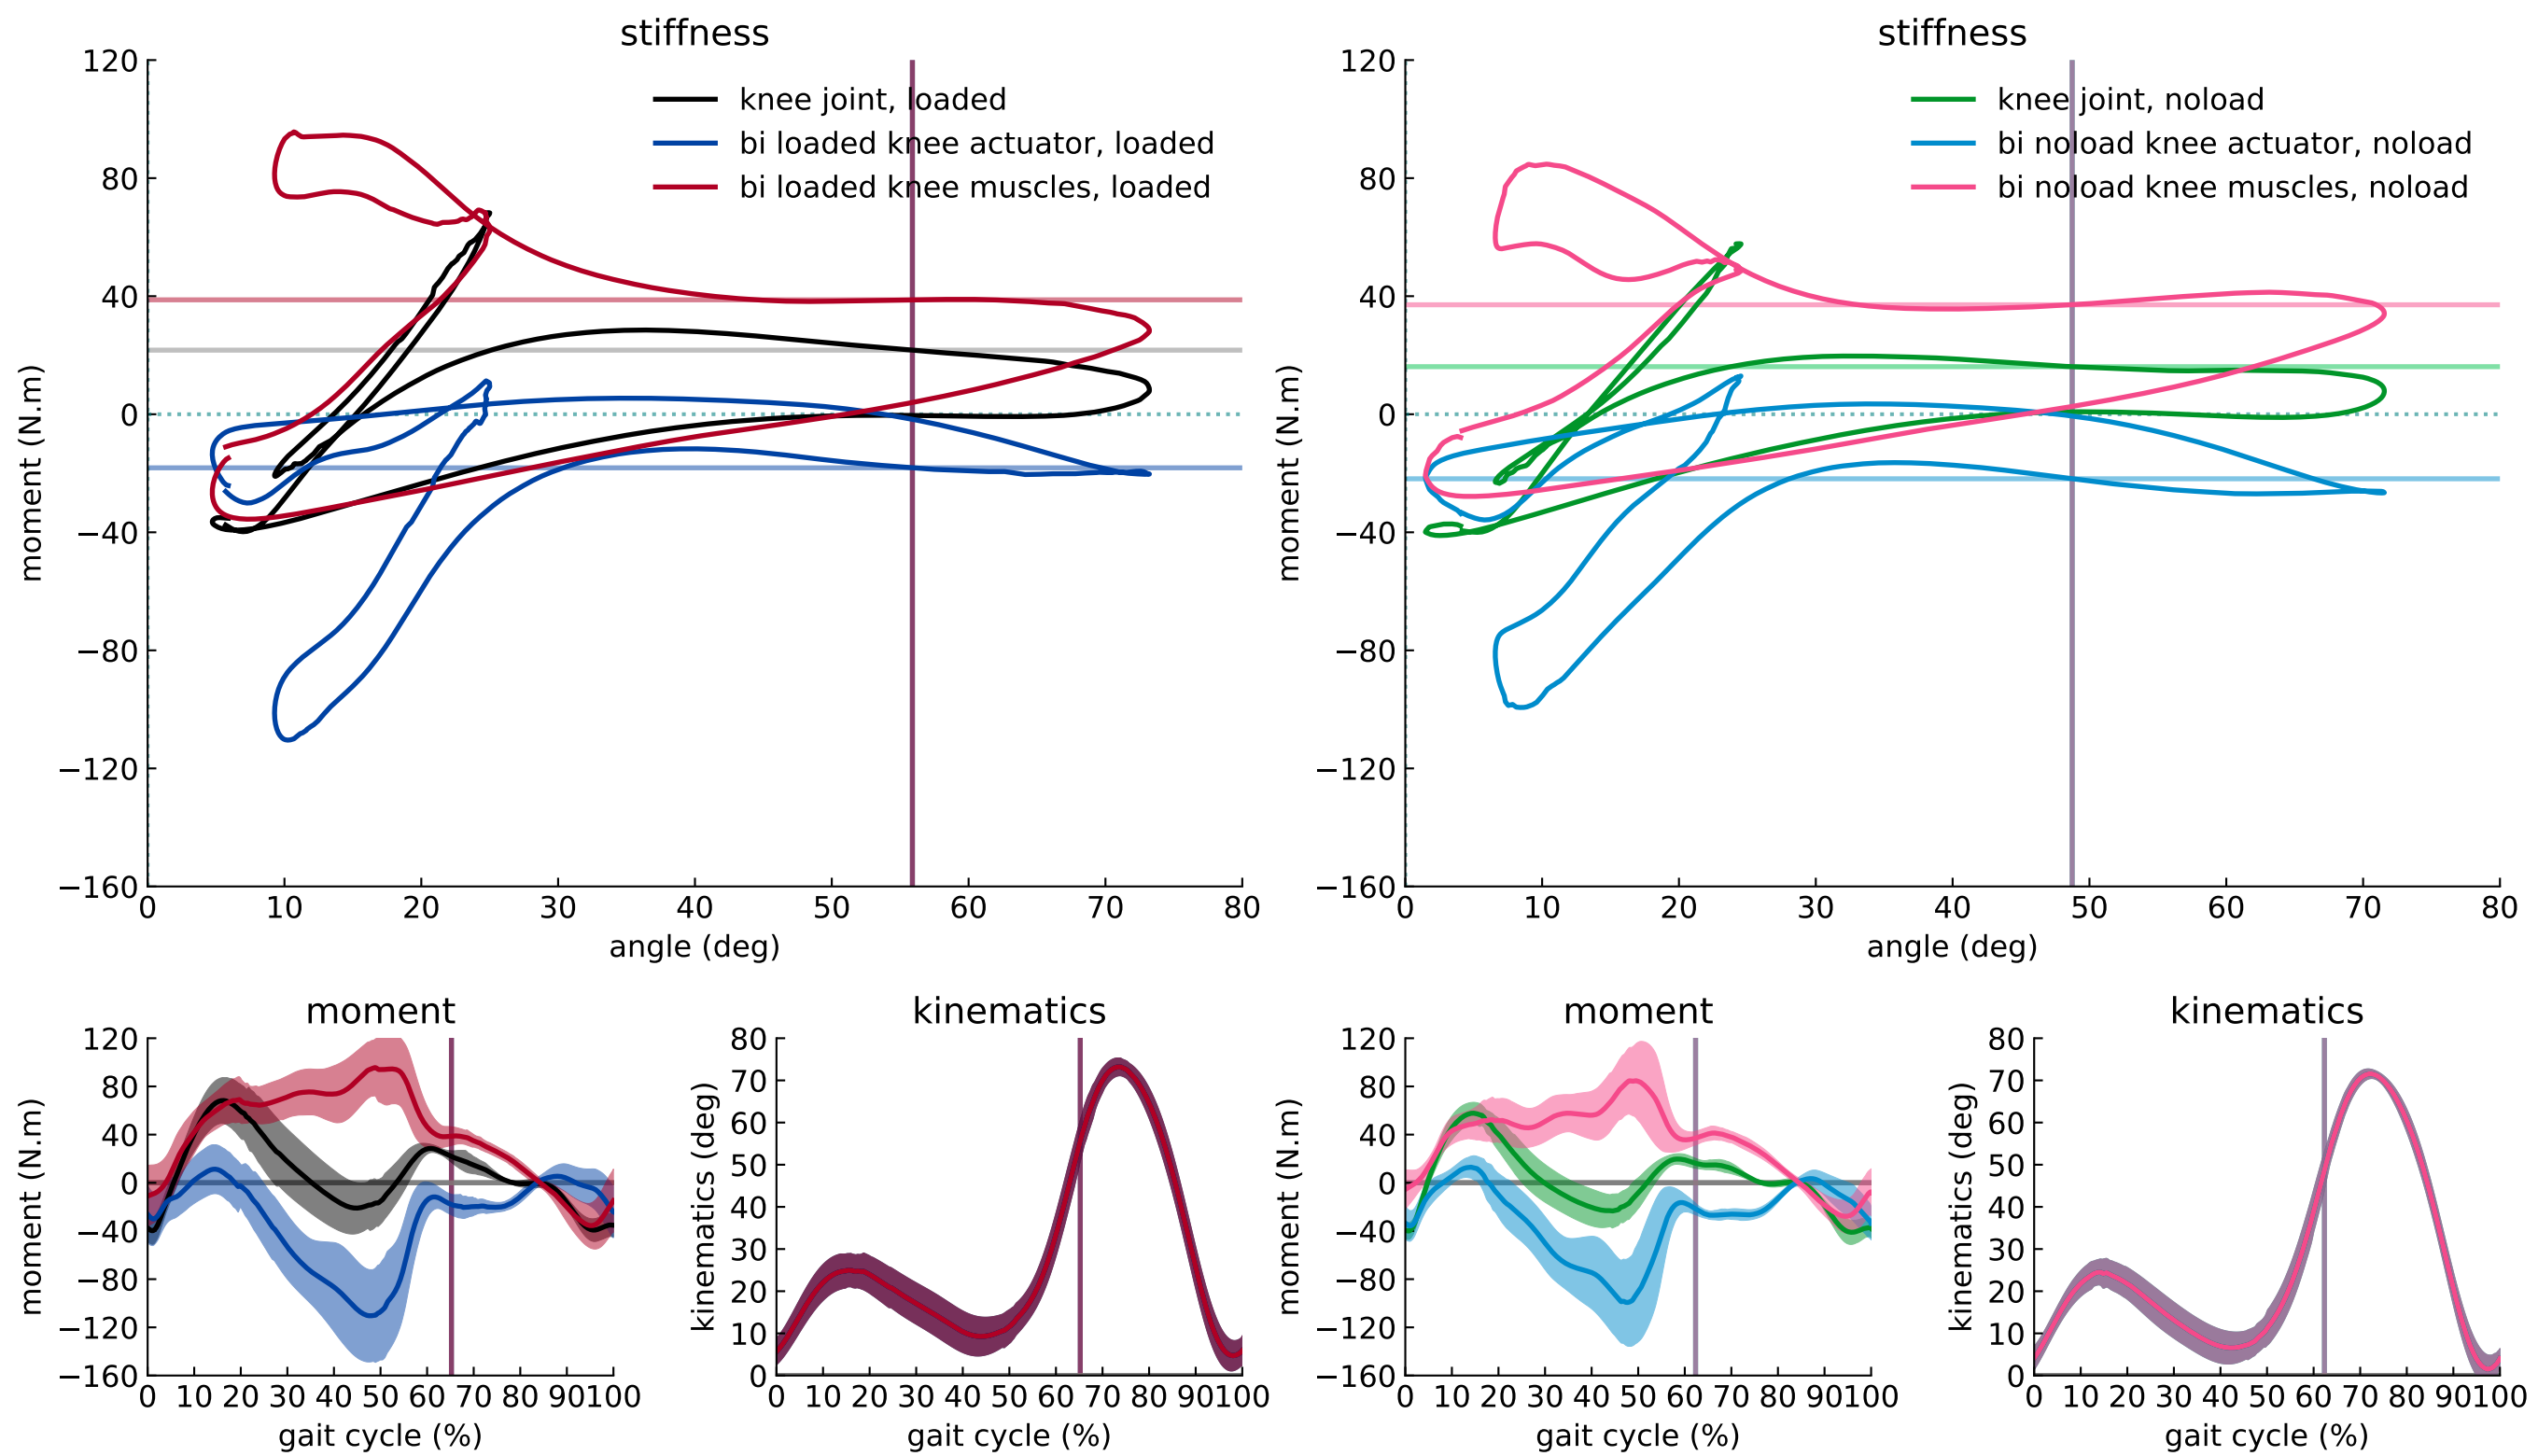 stiffness
120
80
40
0
−40
−80
−120
−160
moment (N.m)
knee joint, loaded
bi loaded knee actuator, loaded
bi loaded knee muscles, loaded
0 10 20 30 40 50 60 70 80
angle (deg)
stiffness
120
80
40
0
−40
−80
−120
−160
moment (N.m)
knee joint, noload
bi noload knee actuator, noload
bi noload knee muscles, noload
0 10 20 30 40 50 60 70 80
angle (deg)
moment
120
80
40
0
−40
−80
−120
−160
moment (N.m)
0 10 20 30 40 50 60 70 80 90100
gait cycle (%)
kinematics
80
70
60
50
40
30
20
10
0
kinematics (deg)
0 10 20 30 40 50 60 70 80 90100
gait cycle (%)
moment
120
80
40
0
−40
−80
−120
−160
moment (N.m)
0 10 20 30 40 50 60 70 80 90100
gait cycle (%)
kinematics
80
70
60
50
40
30
20
10
0
kinematics (deg)
0 10 20 30 40 50 60 70 80 90100
gait cycle (%)